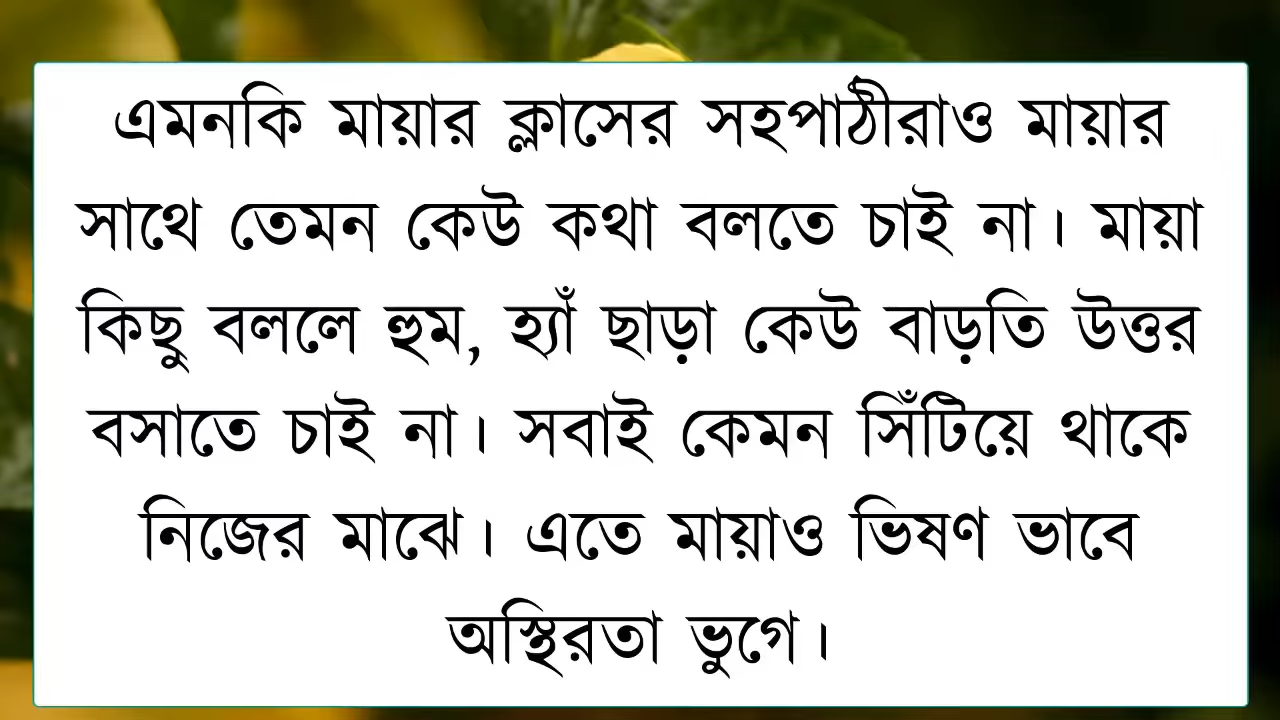 এমনকি মায়ার ক্লাসের সহপাঠীরাও মায়ার
সাথে তেমন কেউ কথা বলতে চাই না। মায়া
কিছু বললে হুম, হ্যাঁ ছাড়া কেউ বাড়তি উত্তর
বসাতে চাই না। সবাই কেমন সিঁটিয়ে থাকে
নিজের মাঝে। এতে মায়াও ভিষণ ভাবে
অস্থিরতা ভুগে।